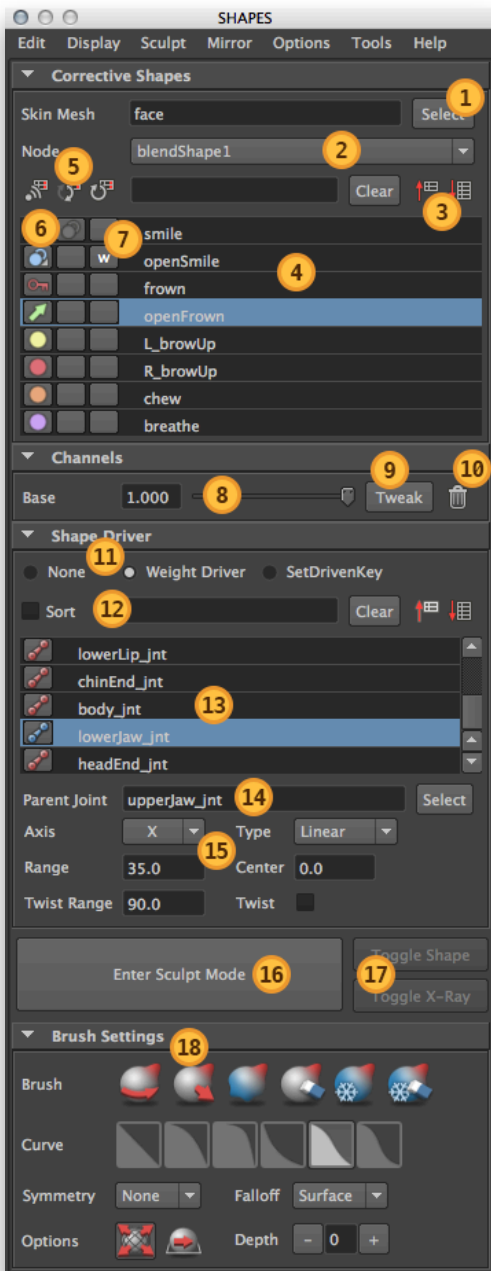 SHAPES
Edit Display Sculpt Mirror Options Tools Help
Corrective Shapes
1
Skin Mesh face Select
Node blendShape1 2
5
Clear 3
6 7 smile
w openSmile 4
frown
openFrown
L_browUp
R_browUp
chew
breathe
Channels
9 10
Base 1.000 8 Tweak
Shape Driver
11
None Weight Driver SetDrivenKey
Sort 12 Clear
lowerLip_jnt
chinEnd_jnt
body_jnt 13
lowerJaw_jnt
headEnd_jnt
Parent Joint upperJaw_jnt 14 Select
Axis X Type Linear
15
Range 35.0 Center 0.0
Twist Range 90.0 Twist
Toggle Shape
Enter Sculpt Mode 16 17
Toggle X-Ray
Brush Settings
18
Brush
Curve
Symmetry None Falloff Surface
Options Depth - 0 +